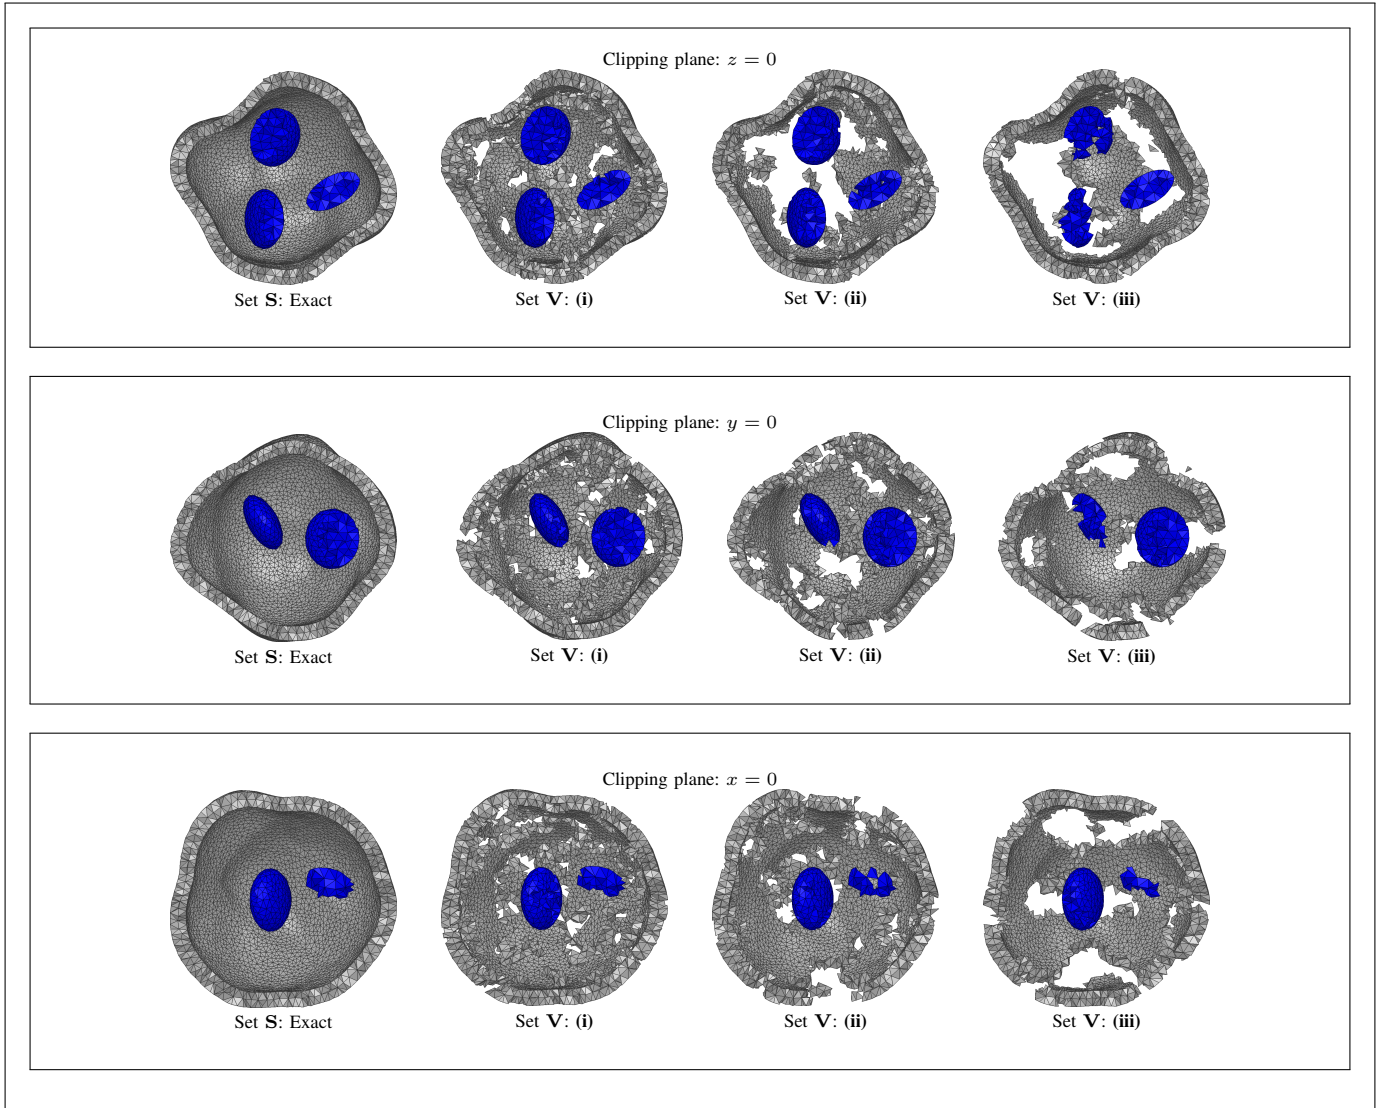 Clipping plane: z = 0
Set S: Exact
Set V: (i)
Set V: (ii)
Set V: (iii)
Clipping plane: y = 0
Set S: Exact
Set V: (i)
Set V: (ii)
Set V: (iii)
Clipping plane: x = 0
Set S: Exact
Set V: (i)
Set V: (ii)
Set V: (iii)